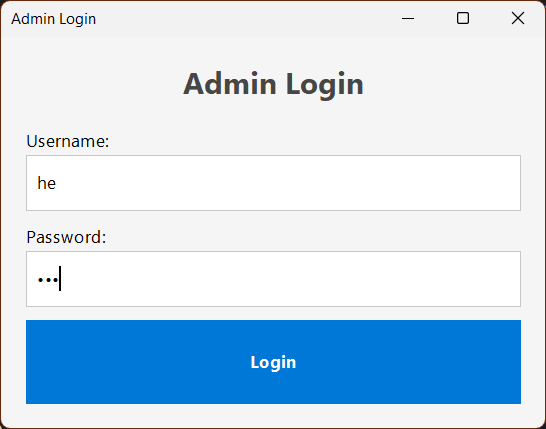 Admin Login
Admin Login
Username:
he
Password:
•••
Login